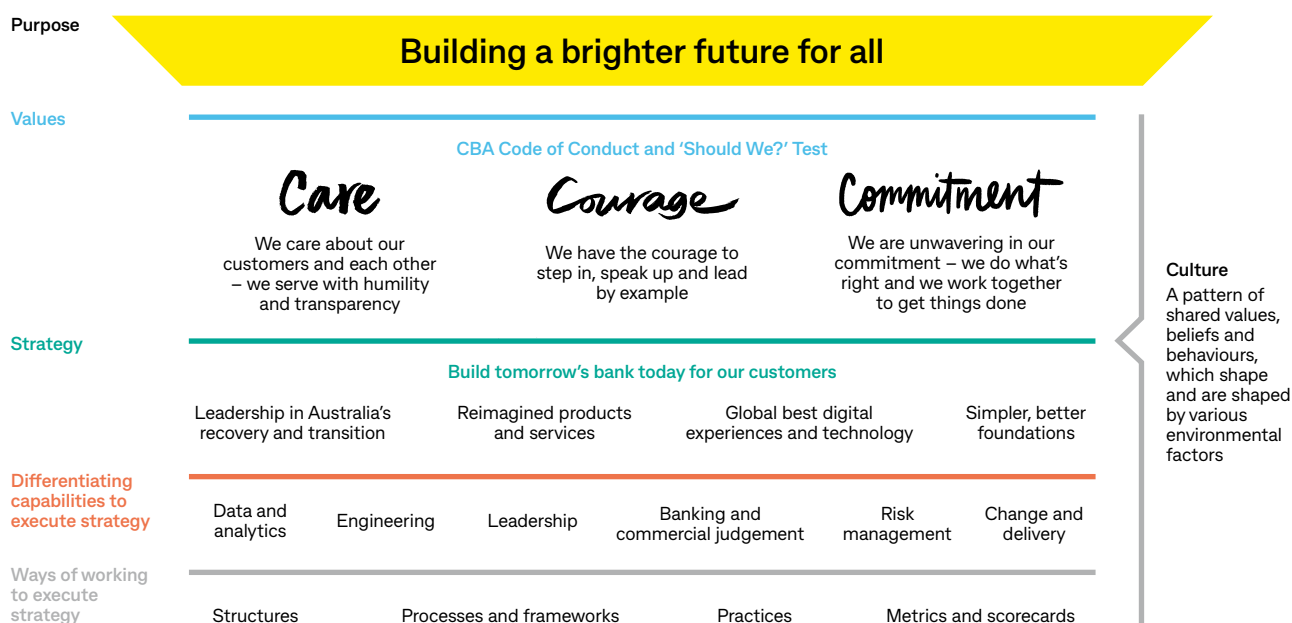 Purpose
Building a brighter future for all
Values
CBA Code of Conduct and ‘Should We?’ Test
Care
We care about our
customers and each other
– we serve with humility
and transparency
Courage
We have the courage to
step in, speak up and lead
by example
Commitment
We are unwavering in our
commitment – we do what’s
right and we work together
to get things done
Strategy
Build tomorrow’s bank today for our customers
Leadership in Australia’s
recovery and transition
Reimagined products
and services
Global best digital
experiences and technology
Simpler, better
foundations
Differentiating
capabilities to
execute strategy
Data and
analytics
Engineering
Leadership
Banking and
commercial judgement
Risk
management
Change and
delivery
Ways of working
to execute
strategy
Structures
Processes and frameworks
Practices
Metrics and scorecards
Culture
A pattern of
shared values,
beliefs and
behaviours,
which shape
and are shaped
by various
environmental
factors